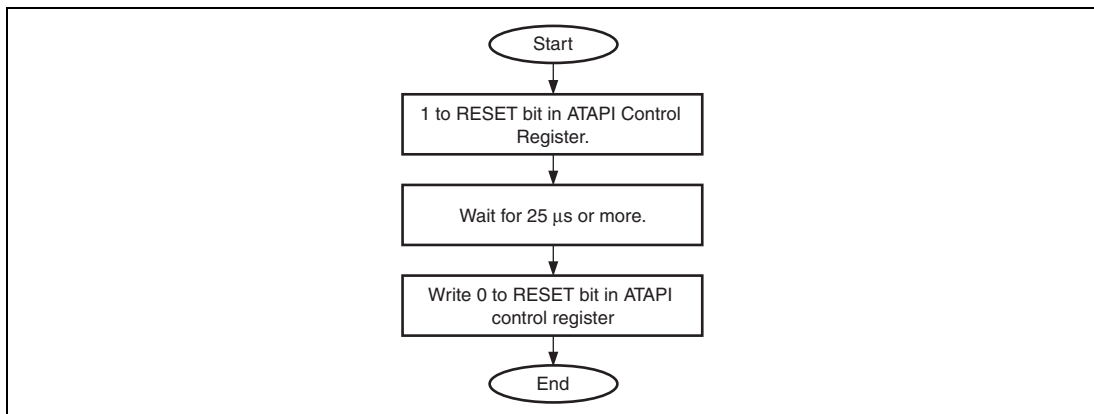 Start
1 to RESET bit in ATAPI Control
Register.
Wait for 25 μs or more.
Write 0 to RESET bit in ATAPI
control register
End